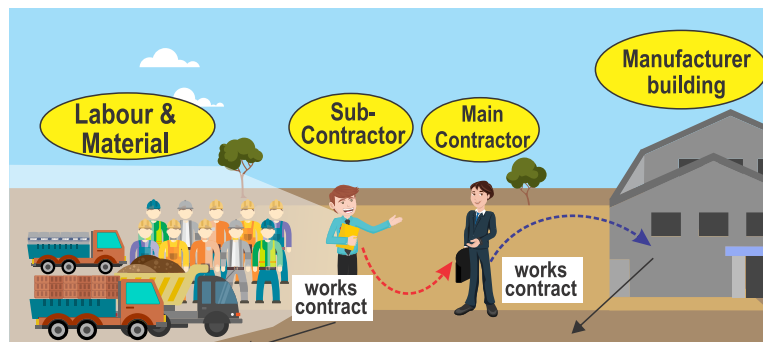 Labour &
Material
Sub-
Contractor
Main
Contractor
Manufacturer
building
works
contract
works
contract